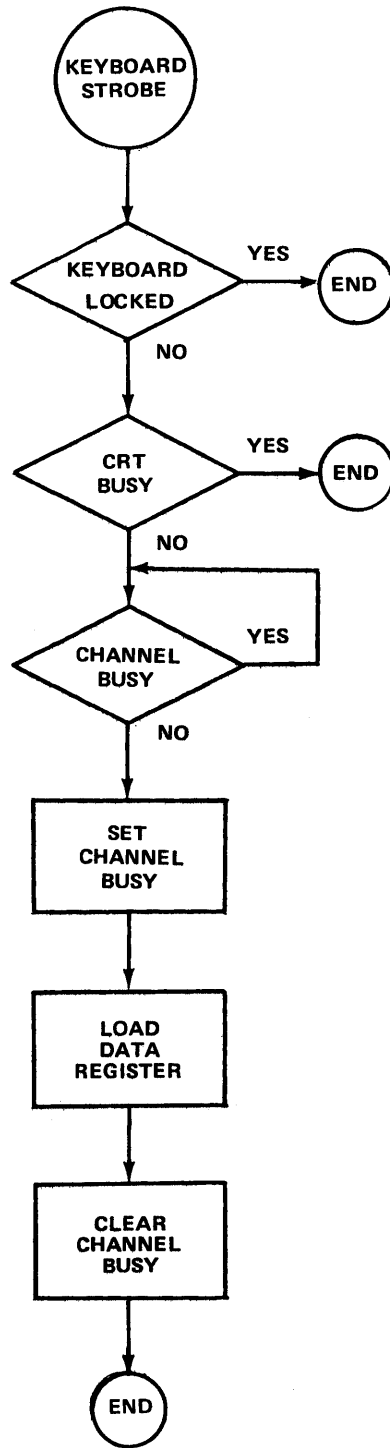 KEYBOARD
STROBE
KEYBOARD
LOCKED
YES
END
NO
CRT
BUSY
YES
END
NO
CHANNEL
BUSY
YES
NO
SET
CHANNEL
BUSY
LOAD
DATA
REGISTER
CLEAR
CHANNEL
BUSY
END